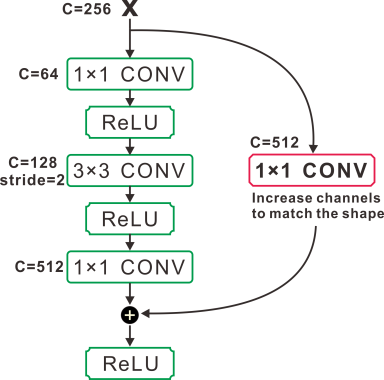 C=256 X
C=64 1×1 CONV
ReLU
C=128
stride=2 3×3 CONV
ReLU
C=512 1×1 CONV
+
ReLU
C=512
1×1 CONV
Increase channels
to match the shape